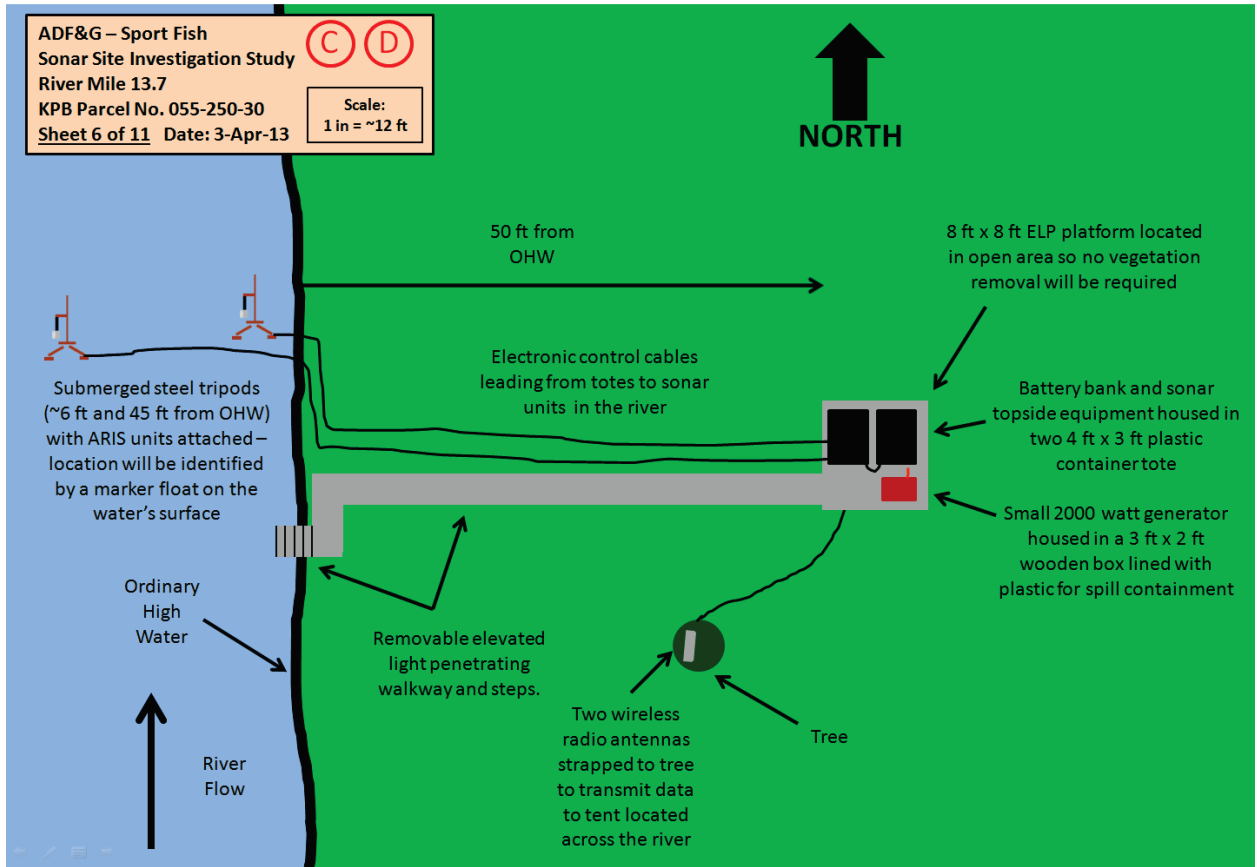 ADF&G – Sport Fish
Sonar Site Investigation Study
River Mile 13.7
KPB Parcel No. 055-250-30
Sheet 6 of 11 Date: 3-Apr-13
C
D
Scale:
1 in = ~12 ft
NORTH
50 ft from
OHW
8 ft x 8 ft ELP platform located
in open area so no vegetation
removal will be required
Electronic control cables
leading from totes to sonar
units in the river
Submerged steel tripods
(~6 ft and 45 ft from OHW)
with ARIS units attached –
location will be identified
by a marker float on the
water's surface
Battery bank and sonar
topside equipment housed in
two 4 ft x 3 ft plastic
container tote
Small 2000 watt generator
housed in a 3 ft x 2 ft
wooden box lined with
plastic for spill containment
Ordinary
High
Water
Removable elevated
light penetrating
walkway and steps.
Two wireless
radio antennas
strapped to tree
to transmit data
to tent located
across the river
Tree
River
Flow